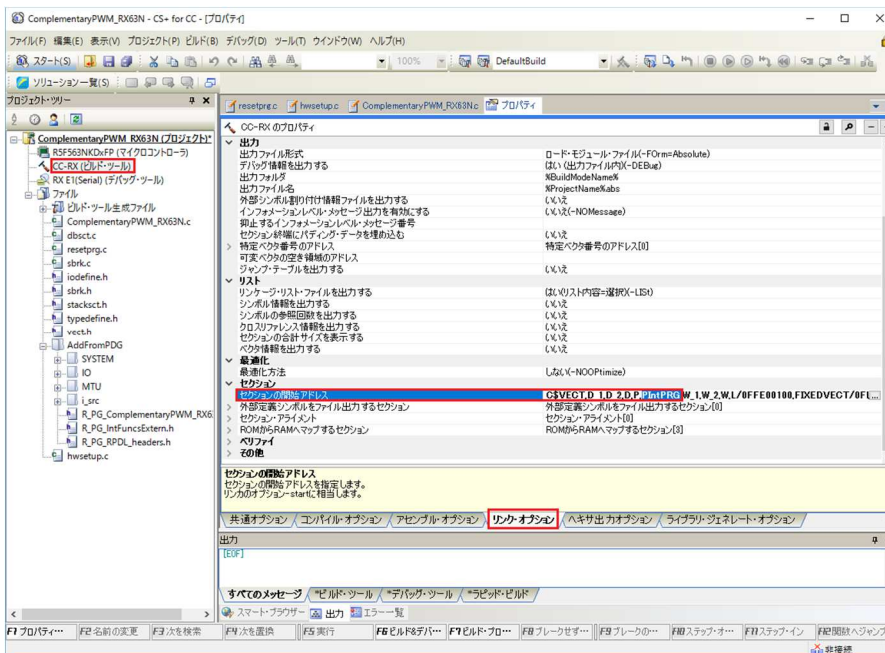 ComplementaryPWM_RX63N - CS+ for CC - [プロパティ]
ファイル(F) 編集(E) 表示(V) プロジェクト(P) ビルド(B) デバッグ(D) ツール(T) ウインドウ(W) ヘルプ(H)
スタート(S) 100% DefaultBuild
ソリューション一覧(S)
プロジェクト・ツリー
ComplementaryPWM_RX63N (プロジェクト)*
R5F563NKDxFP (マイクロコントローラ)
CC-RX (ビルド・ツール)
RX E1(Serial) (デバッグ・ツール)
ファイル
ビルド・ツール生成ファイル
ComplementaryPWM_RX63N.c
dbsct.c
resetprg.c
sbrk.c
iodefine.h
sbrk.h
stacksct.h
typedefine.h
vect.h
AddFromPDG
SYSTEM
IO
MTU
i_src
R_PG_ComplementaryPWM_RX6
R_PG_IntFuncsExtern.h
R_PG_RPDL_headers.h
hwsetup.c
resetprg.c hwsetup.c ComplementaryPWM_RX63N.c プロパティ
CC-RX のプロパティ
出力
出力ファイル形式 ロード・モジュール・ファイル(-FOrm=Absolute)
デバッグ情報を出力する はい(出力ファイル内)(-DEBug)
出力フォルダ %BuildModeName%
出力ファイル名 %ProjectName%.abs
外部シンボル割り付け情報ファイルを出力する いいえ
インフォメーションレベル・メッセージ出力を有効にする いいえ(-NOMessage)
抑止するインフォメーションレベル・メッセージ番号
セクション終端にパディング・データを埋め込む いいえ
特定ベクタ番号のアドレス 特定ベクタ番号のアドレス[0]
可変ベクタの空き領域のアドレス
ジャンプ・テーブルを出力する いいえ
リスト
リンケージ・リスト・ファイルを出力する はい(リスト内容=選択)(-LISt)
シンボル情報を出力する いいえ
シンボルの参照回数を出力する いいえ
クロスリファレンス情報を出力する いいえ
セクションの合計サイズを表示する いいえ
ベクタ情報を出力する いいえ
最適化
最適化方法 しない(-NOOPtimize)
セクション
セクションの開始アドレス C$VECT,D_1,D_2,D,P,PIntPRG,W_1,W_2,W,L/0FFE00100,FIXEDVECT/0F
外部定義シンボルをファイル出力するセクション 外部定義シンボルをファイル出力するセクション[0]
セクション・アライメント セクション・アライメント[0]
ROMからRAMへマップするセクション ROMからRAMへマップするセクション[3]
ベリファイ
その他
セクションの開始アドレス
セクションの開始アドレスを指定します。
リンカのオプション-startに相当します。
共通オプション コンパイル・オプション アセンブル・オプション リンク・オプション ヘキサ出力オプション ライブラリ・ジェネレート・オプション
出力
[EOF]
すべてのメッセージ *ビルド・ツール *デバッグ・ツール *ラピッド・ビルド
スマート・ブラウザー 出力 エラー一覧
F1 プロパティ… F2 名前の変更 F3 次を検索 F4 次を置換 F5 実行 F6 ビルド&デバ… F7 ビルド・プロ… F8 ブレークせず… F9 ブレークの… F10 ステップ・オ… F11 ステップ・イン F12 関数へジャンプ
非接続